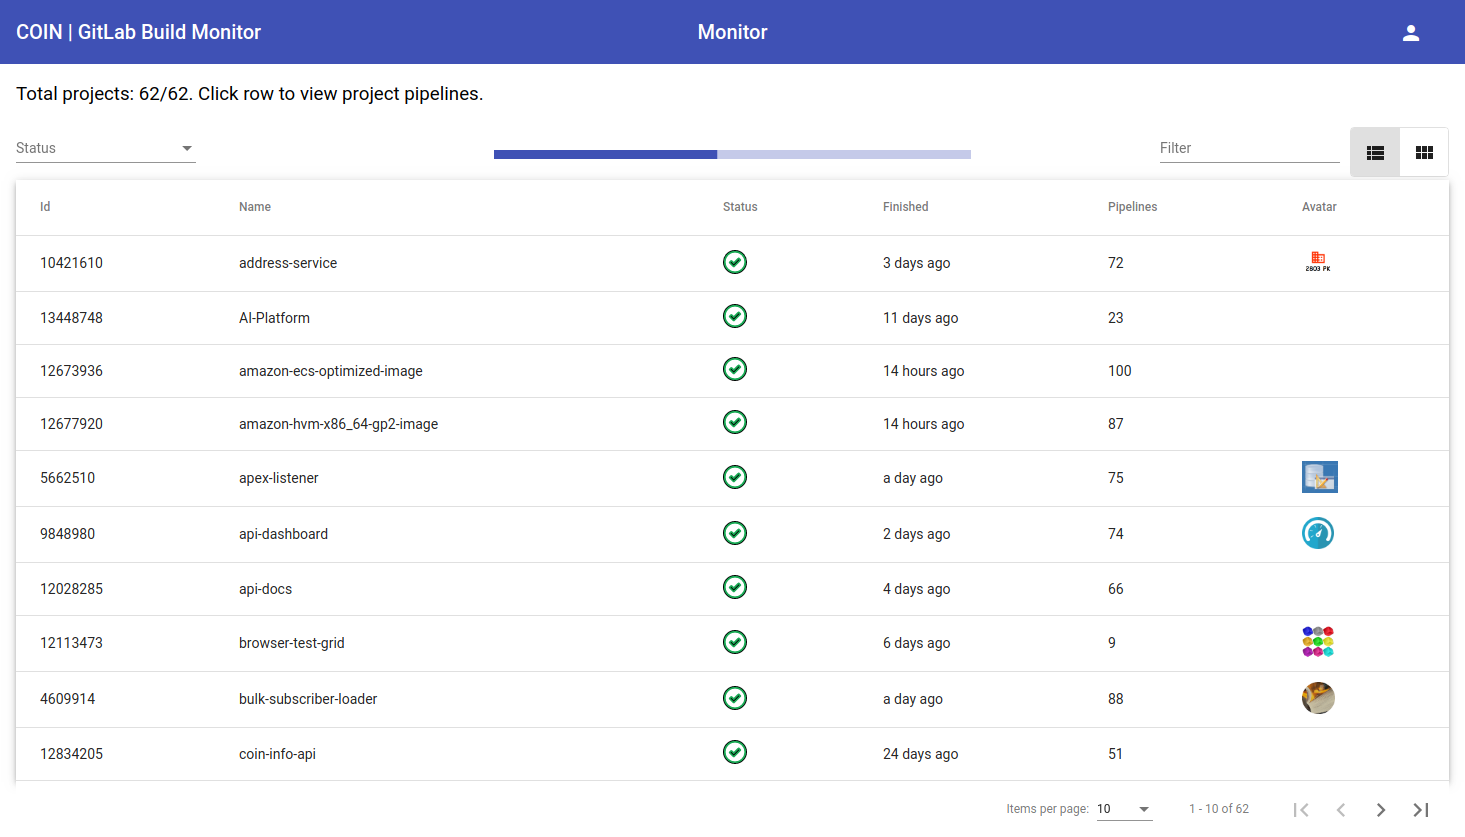 COIN | GitLab Build Monitor Monitor
Total projects: 62/62. Click row to view project pipelines.
Status Filter
Id Name Status Finished Pipelines Avatar
10421610 address-service 3 days ago 72 2803 PK
13448748 AI-Platform 11 days ago 23
12673936 amazon-ecs-optimized-image 14 hours ago 100
12677920 amazon-hvm-x86_64-gp2-image 14 hours ago 87
5662510 apex-listener a day ago 75
9848980 api-dashboard 2 days ago 74
12028285 api-docs 4 days ago 66
12113473 browser-test-grid 6 days ago 9
4609914 bulk-subscriber-loader a day ago 88
12834205 coin-info-api 24 days ago 51
Items per page: 10 1 - 10 of 62